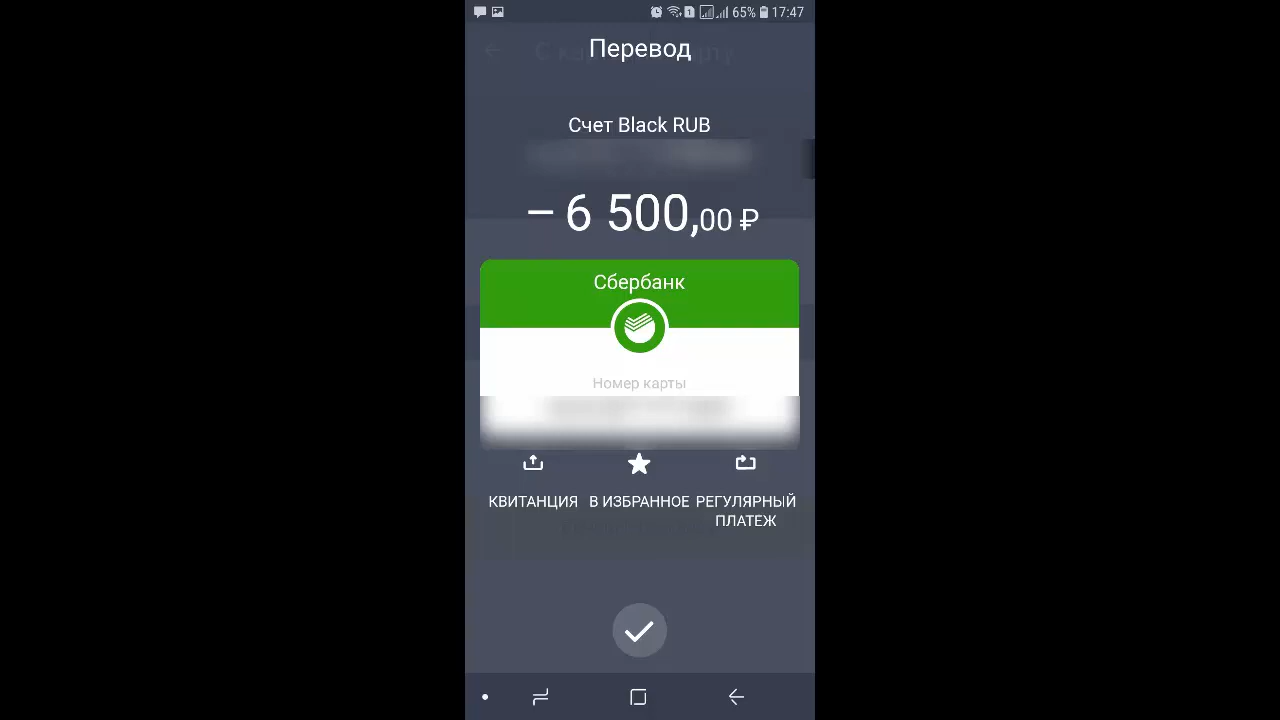 65% 17:47
Перевод
Счет Black RUB
− 6 500,00 ₽
Сбербанк
Номер карты
КВИТАНЦИЯ В ИЗБРАННОЕ РЕГУЛЯРНЫЙ
ПЛАТЕЖ